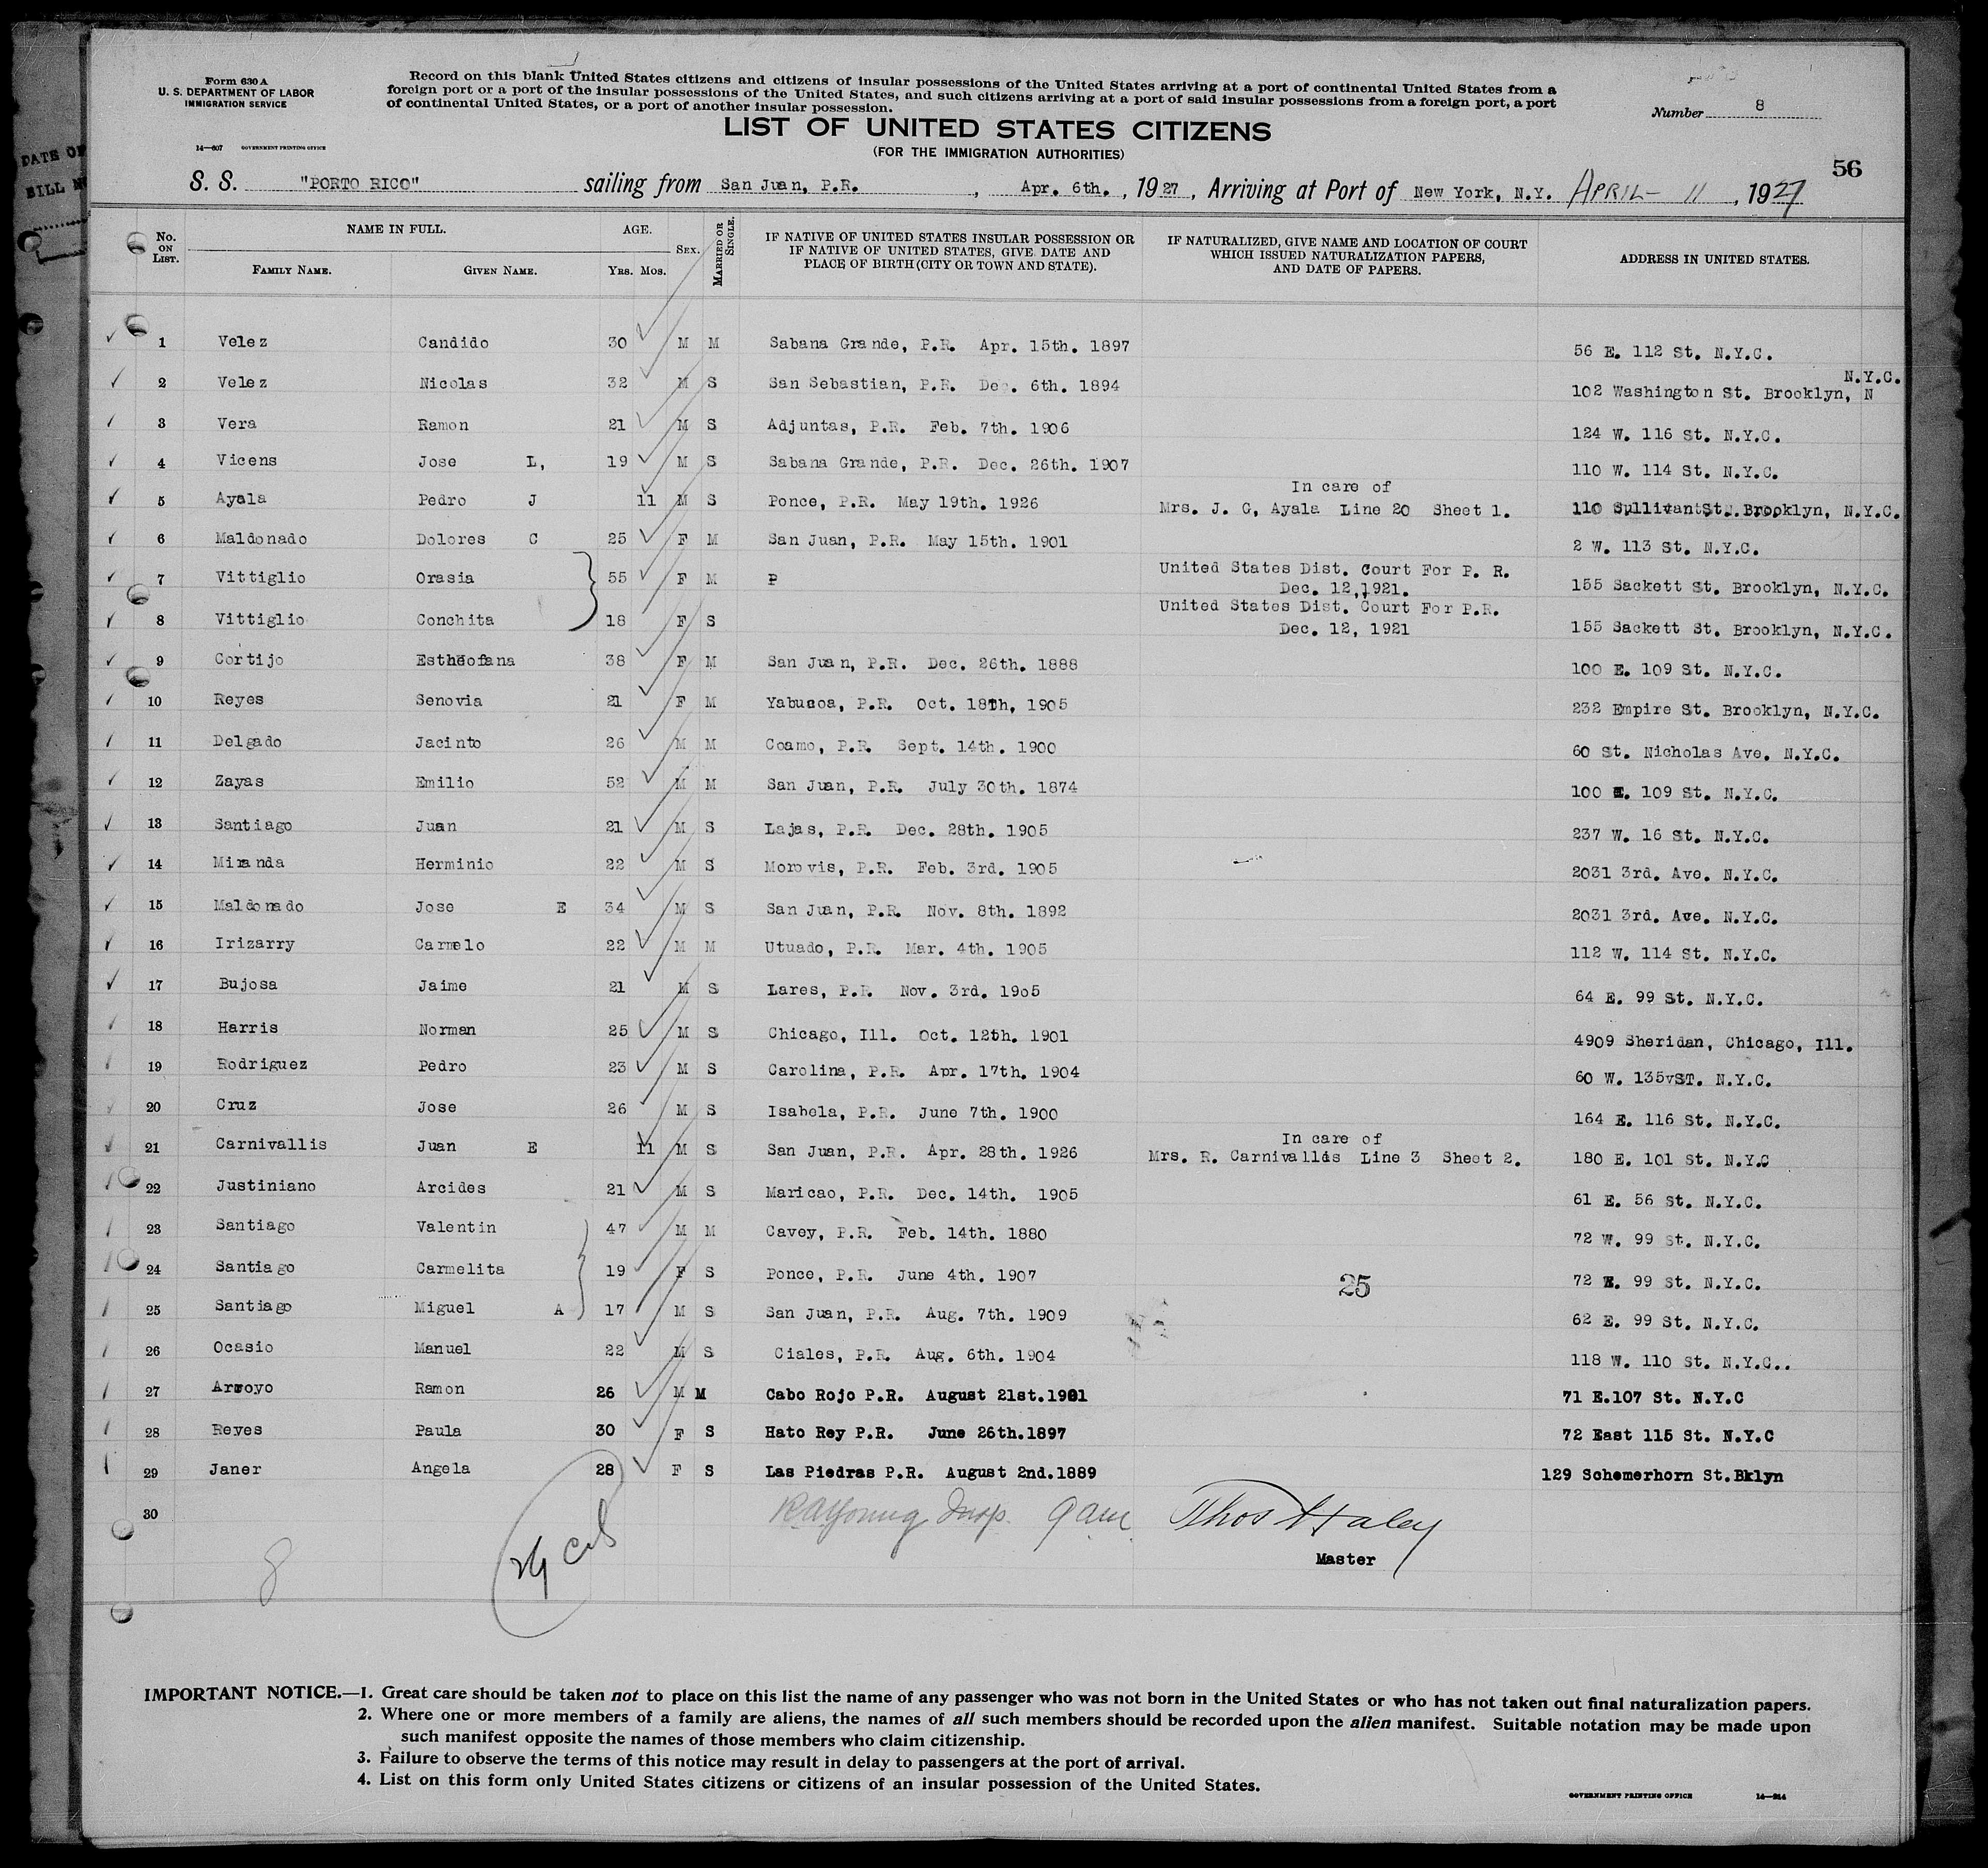 Form 630 A
U. S. DEPARTMENT OF LABOR
IMMIGRATION SERVICE
14—607 GOVERNMENT PRINTING OFFICE
Record on this blank United States citizens and citizens of insular possessions of the United States arriving at a port of continental United States from a
foreign port or a port of the insular possessions of the United States, and such citizens arriving at a port of said insular possessions from a foreign port, a port
of continental United States, or a port of another insular possession.
Number 8
LIST OF UNITED STATES CITIZENS
(FOR THE IMMIGRATION AUTHORITIES)
56
DATE OF
BILL
S. S. "PORTO RICO" sailing from San Juan, P.R. , Apr. 6th. , 1927 , Arriving at Port of New York, N.Y. APRIL - 11 , 1927
No. ON LIST. NAME IN FULL. FAMILY NAME. GIVEN NAME. AGE. Yrs. Mos. SEX. MARRIED OR SINGLE. IF NATIVE OF UNITED STATES INSULAR POSSESSION OR IF NATIVE OF UNITED STATES, GIVE DATE AND PLACE OF BIRTH (CITY OR TOWN AND STATE). IF NATURALIZED, GIVE NAME AND LOCATION OF COURT WHICH ISSUED NATURALIZATION PAPERS, AND DATE OF PAPERS. ADDRESS IN UNITED STATES.
1 Velez Candido 30 M M Sabana Grande, P.R. Apr. 15th. 1897 56 E. 112 St. N.Y.C.
2 Velez Nicolas 32 M S San Sebastian, P.R. Dec. 6th. 1894 102 Washington St. Brooklyn, N N.Y.C.
3 Vera Ramon 21 M S Adjuntas, P.R. Feb. 7th. 1906 124 W. 116 St. N.Y.C.
4 Vicens Jose L, 19 M S Sabana Grande, P.R. Dec. 26th. 1907 110 W. 114 St. N.Y.C.
5 Ayala Pedro J 11 M S Ponce, P.R. May 19th. 1926 In care of Mrs. J. C, Ayala Line 20 Sheet 1. 110 Sullivan St. Brooklyn, N.Y.C.
6 Maldonado Dolores C 25 F M San Juan, P.R. May 15th. 1901 2 W. 113 St. N.Y.C.
7 Vittiglio Orasia 55 F M P United States Dist. Court For P. R. Dec. 12, 1921. 155 Sackett St. Brooklyn, N.Y.C.
8 Vittiglio Conchita 18 F S United States Dist. Court For P.R. Dec. 12, 1921 155 Sackett St. Brooklyn, N.Y.C.
9 Cortijo 38 F M San Juan, P.R. Dec. 26th. 1888 100 E. 109 St. N.Y.C.
10 Reyes Senovia 21 F M Yabucoa, P.R. Oct. 18Th, 1905 232 Empire St. Brooklyn, N.Y.C.
11 Delgado Jacinto 26 M M Coamo, P.R. Sept. 14th. 1900 60 St. Nicholas Ave. N.Y.C.
12 Zayas Emilio 52 M M San Juan, P.R. July 30th. 1874 100 E. 109 St. N.Y.C.
13 Santiago Juan 21 M S Lajas, P.R. Dec. 28th. 1905 237 W. 16 St. N.Y.C.
14 Miranda Herminio 22 M S Morovis, P.R. Feb. 3rd. 1905 2031 3rd. Ave. N.Y.C.
15 Maldonado Jose E 34 M S San Juan, P.R. Nov. 8th. 1892 2031 3rd. Ave. N.Y.C.
16 Irizarry Carmelo 22 M M Utuado, P.R. Mar. 4th. 1905 112 W. 114 St. N.Y.C.
17 Bujosa Jaime 21 M S Lares, P.R. Nov. 3rd. 1905 64 E. 99 St. N.Y.C.
18 Harris Norman 25 M S Chicago, Ill. Oct. 12th. 1901 4909 Sheridan, Chicago, Ill.
19 Rodriguez Pedro 23 M S Carolina, P.R. Apr. 17th. 1904 60 W. 135vST. N.Y.C.
20 Cruz Jose 26 M S Isabela, P.R. June 7th. 1900 164 E. 116 St. N.Y.C.
21 Carnivallis Juan E 11 M S San Juan, P.R. Apr. 28th. 1926 In care of Mrs. R. Carnivallis Line 3 Sheet 2. 180 E. 101 St. N.Y.C
22 Justiniano Arcides 21 M S Maricao, P.R. Dec. 14th. 1905 61 E. 56 St. N.Y.C.
23 Santiago Valentin 47 M M Cavey, P.R. Feb. 14th. 1880 72 W. 99 St. N.Y.C.
24 Santiago Carmelita 19 F S Ponce, P.R. June 4th. 1907 25 72 E. 99 St. N.Y.C.
25 Santiago Miguel A 17 M S San Juan, P.R. Aug. 7th. 1909 62 E. 99 St. N.Y.C.
26 Ocasio Manuel 22 M S Ciales, P.R. Aug. 6th. 1904 118 W. 110 St. N.Y.C..
27 Arroyo Ramon 26 M M Cabo Rojo P.R. August 21st.1901 71 E.107 St. N.Y.C
28 Reyes Paula 30 F S Hato Rey P.R. June 26th.1897 72 East 115 St. N.Y.C
29 Janer Angela 28 F S Las Piedras P.R. August 2nd.1889 129 Schemerhorn St.Bklyn
30
RA Young Insp. 9 am Thos Haley
Master
8
IMPORTANT NOTICE.—1. Great care should be taken not to place on this list the name of any passenger who was not born in the United States or who has not taken out final naturalization papers.
2. Where one or more members of a family are aliens, the names of all such members should be recorded upon the alien manifest. Suitable notation may be made upon
such manifest opposite the names of those members who claim citizenship.
3. Failure to observe the terms of this notice may result in delay to passengers at the port of arrival.
4. List on this form only United States citizens or citizens of an insular possession of the United States.
GOVERNMENT PRINTING OFFICE 14—914